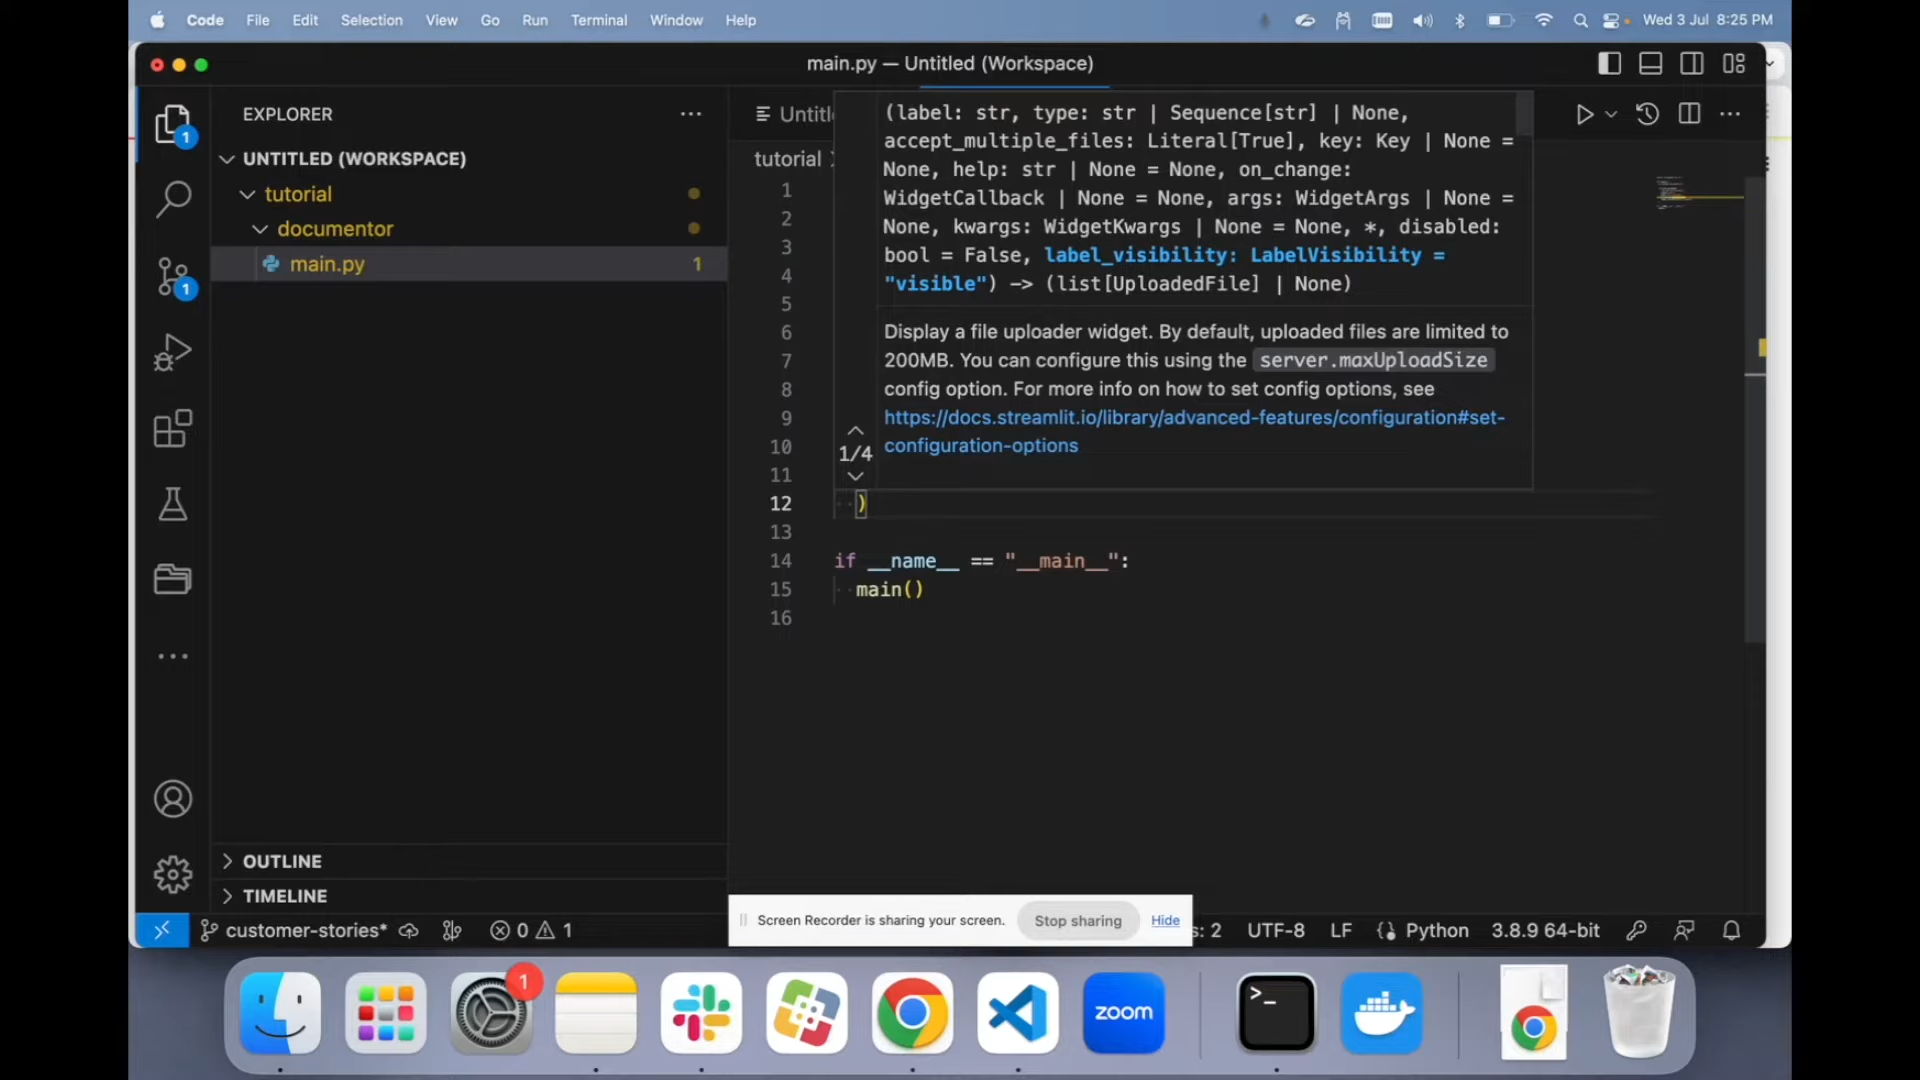 Code File Edit Selection View Go Run Terminal Window Help Wed 3 Jul 8:25 PM
main.py — Untitled (Workspace)
EXPLORER
UNTITLED (WORKSPACE)
tutorial
documentor
main.py 1
1
1
OUTLINE
TIMELINE
Untitl
tutorial
(label: str, type: str | Sequence[str] | None,
accept_multiple_files: Literal[True], key: Key | None =
None, help: str | None = None, on_change:
WidgetCallback | None = None, args: WidgetArgs | None =
None, kwargs: WidgetKwargs | None = None, *, disabled:
bool = False, label_visibility: LabelVisibility =
"visible") -> (list[UploadedFile] | None)
Display a file uploader widget. By default, uploaded files are limited to
200MB. You can configure this using the server.maxUploadSize
config option. For more info on how to set config options, see
https://docs.streamlit.io/library/advanced-features/configuration#set-
configuration-options
1/4
1
2
3
4
5
6
7
8
9
10
11
12 )
13
14 if __name__ == "__main__":
15 main()
16
Screen Recorder is sharing your screen. Stop sharing Hide
customer-stories* 0 1 s: 2 UTF-8 LF Python 3.8.9 64-bit
1
zoom